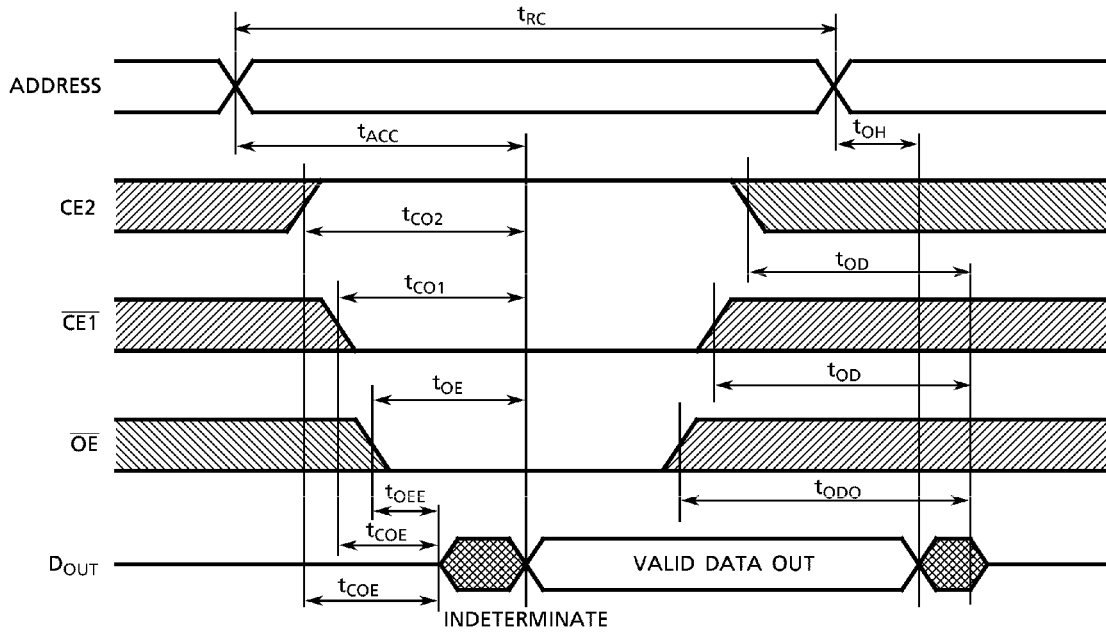 tRC
ADDRESS
tACC
tOH
CE2
tCO2
tOD
CE1
tCO1
tOD
tOE
OE
tOEE
tODO
tCOE
DOUT
VALID DATA OUT
tCOE
INDETERMINATE